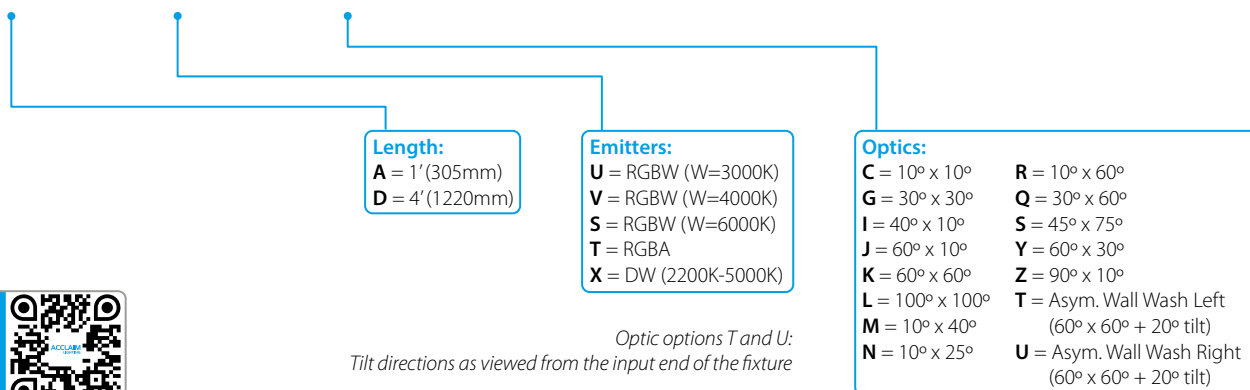 Length:
A = 1’ (305mm)
D = 4’ (1220mm)
Emitters:
U = RGBW (W=3000K)
V = RGBW (W=4000K)
S = RGBW (W=6000K)
T = RGBA
X = DW (2200K-5000K)
Optics:
C = 10º x 10º
G = 30º x 30º
I = 40º x 10º
J = 60º x 10º
K = 60º x 60º
L = 100º x 100º
M = 10º x 40º
N = 10º x 25º
R = 10º x 60º
Q = 30º x 60º
S = 45º x 75º
Y = 60º x 30º
Z = 90º x 10º
T = Asym. Wall Wash Left
(60º x 60º + 20º tilt)
U = Asym. Wall Wash Right
(60º x 60º + 20º tilt)
Optic options T and U:
Tilt directions as viewed from the input end of the fixture
ACCLAIM
LIGHTING